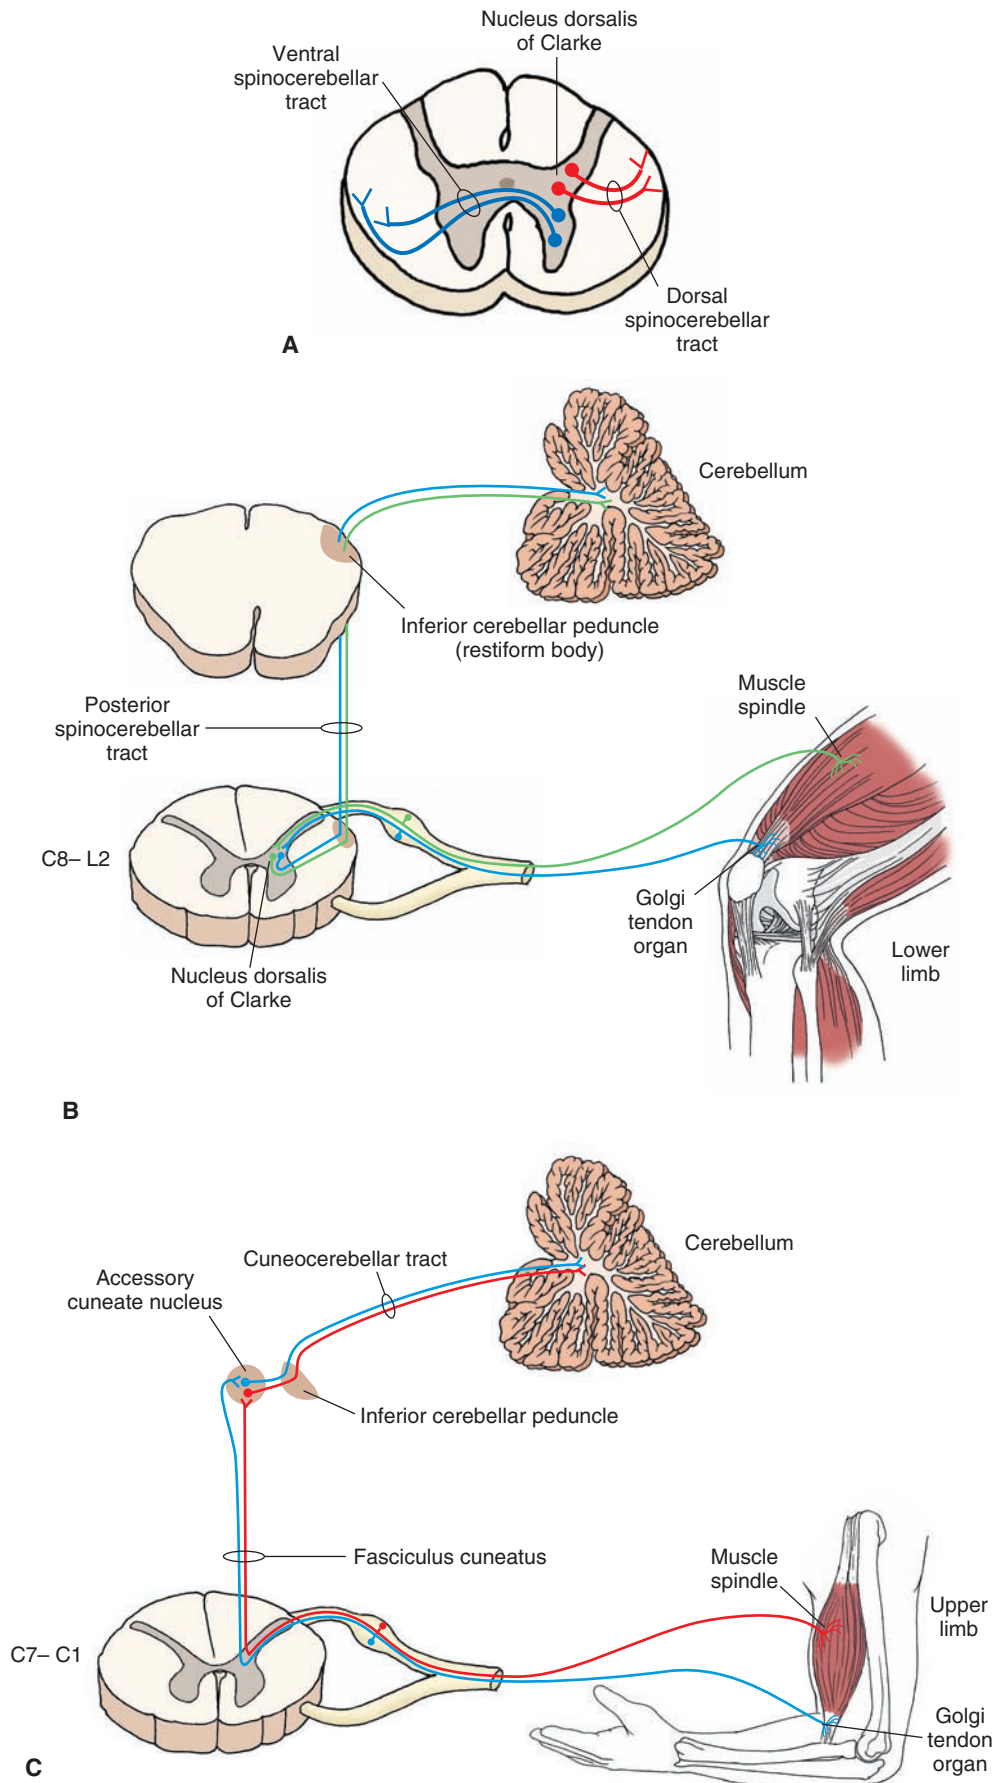 Nucleus dorsalis
of Clarke
Ventral
spinocerebellar
tract
Dorsal
spinocerebellar
tract
A
Cerebellum
Inferior cerebellar peduncle
(restiform body)
Muscle
spindle
Posterior
spinocerebellar
tract
C8– L2
Golgi
tendon
organ
Lower
limb
Nucleus dorsalis
of Clarke
B
Cerebellum
Cuneocerebellar tract
Accessory
cuneate nucleus
Inferior cerebellar peduncle
Fasciculus cuneatus
Muscle
spindle
Upper
limb
C7– C1
Golgi
tendon
organ
C